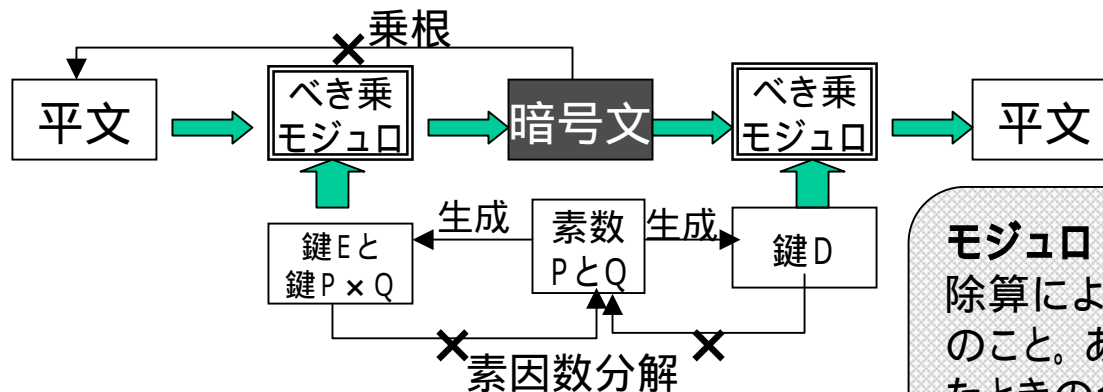 乗根
平文
べき乗
モジュロ
暗号文
べき乗
モジュロ
平文
生成
生成
鍵Eと
鍵P×Q
素数
PとQ
鍵D
素因数分解
モジュロ
除算によ
のこと。あ